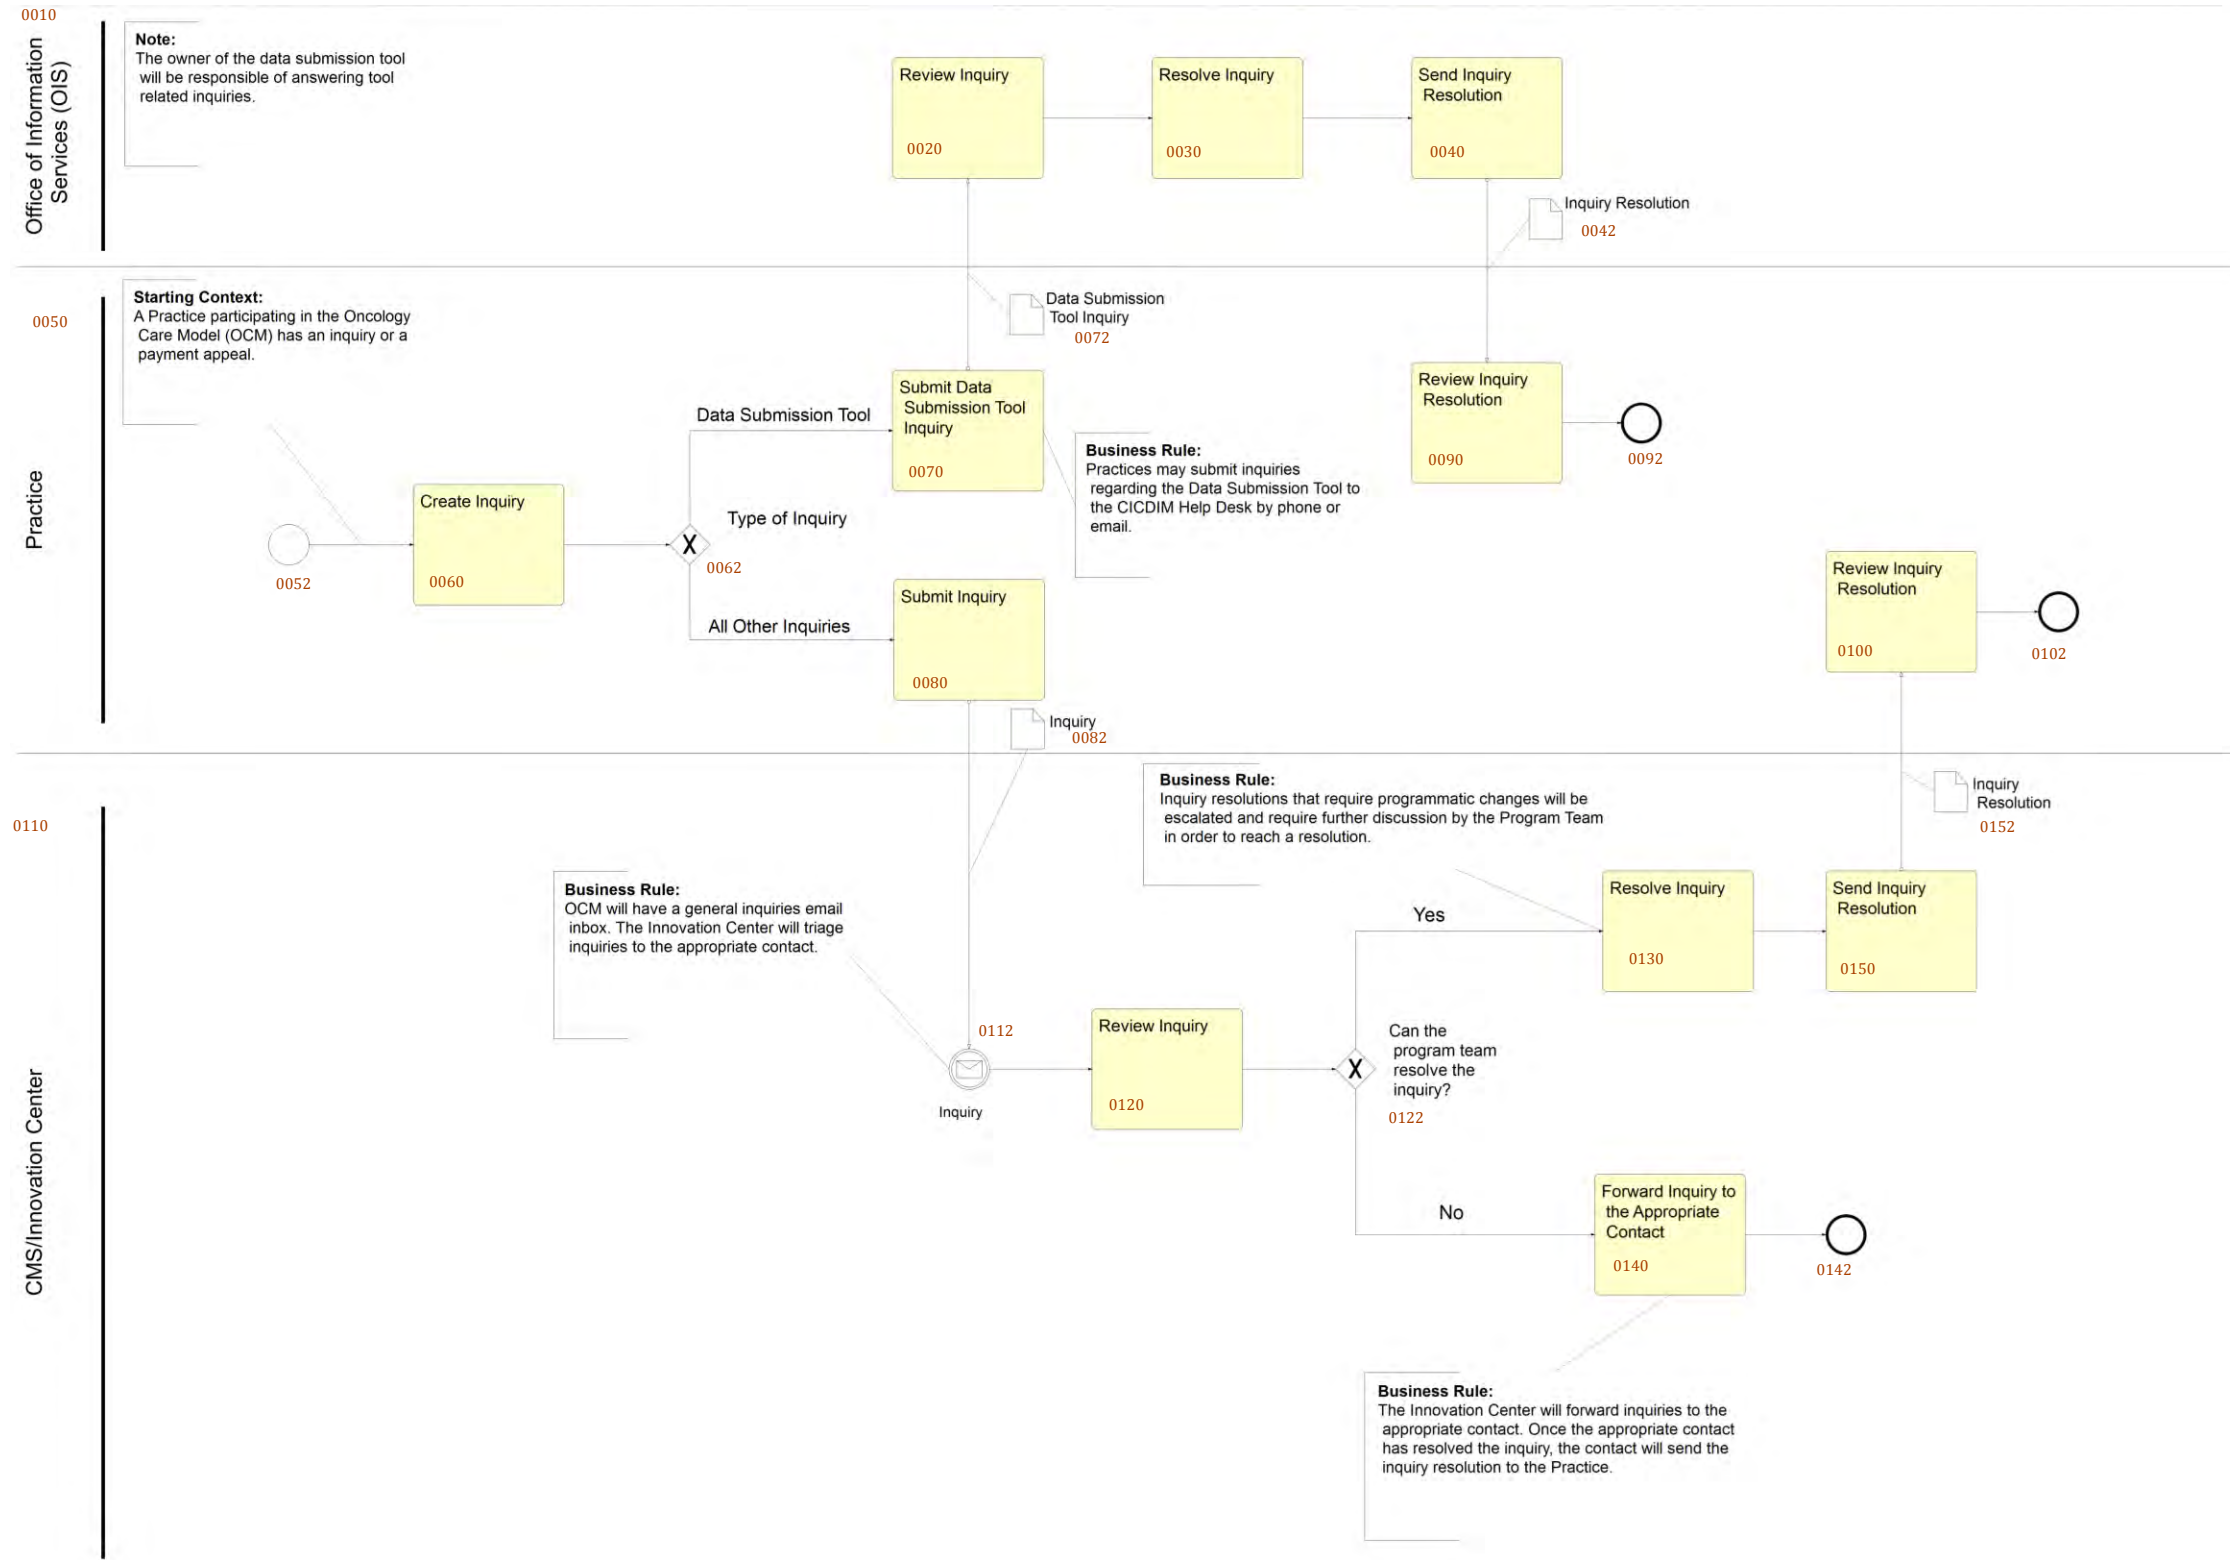 0010
Office of Information
Services (OIS)
Note:
The owner of the data submission tool
will be responsible of answering tool
related inquiries.
Review Inquiry
0020
Resolve Inquiry
0030
Send Inquiry
Resolution
0040
Inquiry Resolution
0042
0050
Practice
Starting Context:
A Practice participating in the Oncology
Care Model (OCM) has an inquiry or a
payment appeal.
0052
Create Inquiry
0060
X
Type of Inquiry
0062
Data Submission Tool
All Other Inquiries
Data Submission
Tool Inquiry
0072
Submit Data
Submission Tool
Inquiry
0070
Business Rule:
Practices may submit inquiries
regarding the Data Submission Tool to
the CICDIM Help Desk by phone or
email.
Submit Inquiry
0080
Inquiry
0082
Review Inquiry
Resolution
0090
0092
Review Inquiry
Resolution
0100
0102
0110
CMS/Innovation Center
Business Rule:
OCM will have a general inquiries email
inbox. The Innovation Center will triage
inquiries to the appropriate contact.
0112
Inquiry
Review Inquiry
0120
X
Can the
program team
resolve the
inquiry?
0122
Yes
No
Business Rule:
Inquiry resolutions that require programmatic changes will be
escalated and require further discussion by the Program Team
in order to reach a resolution.
Resolve Inquiry
0130
Send Inquiry
Resolution
0150
Inquiry
Resolution
0152
Forward Inquiry to
the Appropriate
Contact
0140
0142
Business Rule:
The Innovation Center will forward inquiries to the
appropriate contact. Once the appropriate contact
has resolved the inquiry, the contact will send the
inquiry resolution to the Practice.